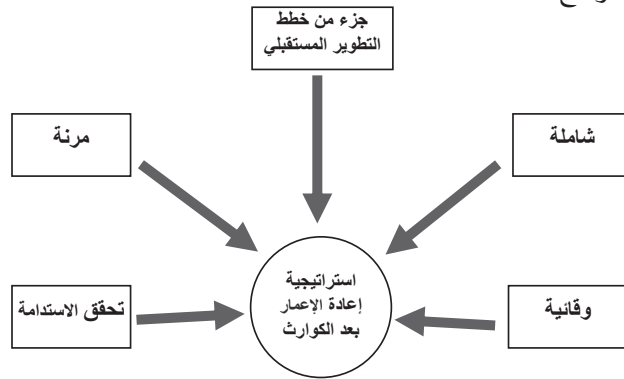 جزء من خطط
التطوير المستقبلي
شاملة
مرنة
استراتيجية
إعادة الإعمار
بعد الكوارث
وقائية
تحقق الاستدامة